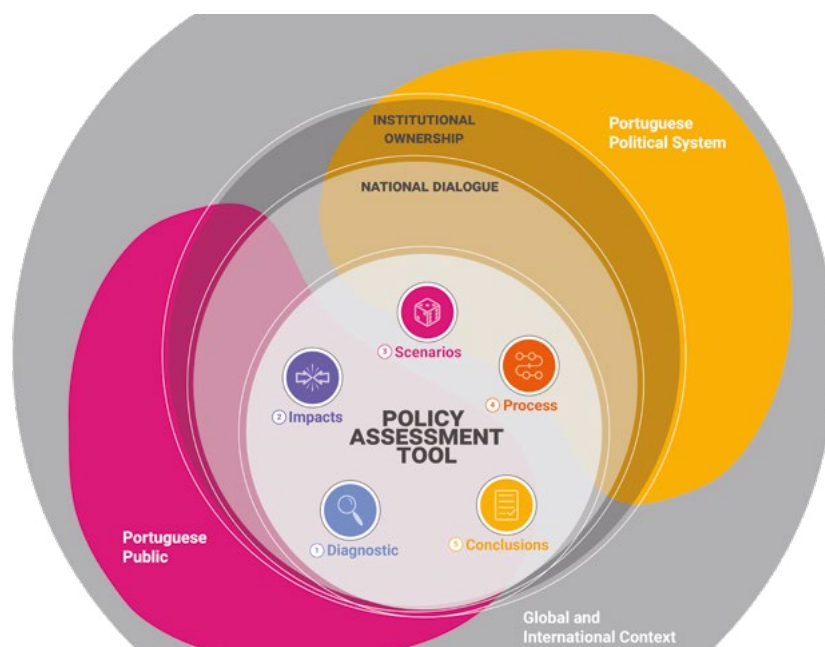 INSTITUTIONAL
OWNERSHIP
Portuguese
Political System
NATIONAL DIALOGUE
3 Scenarios
4 Process
2 Impacts
POLICY
ASSESSMENT
TOOL
1 Diagnostic
5 Conclusions
Portuguese
Public
Global and
International Context